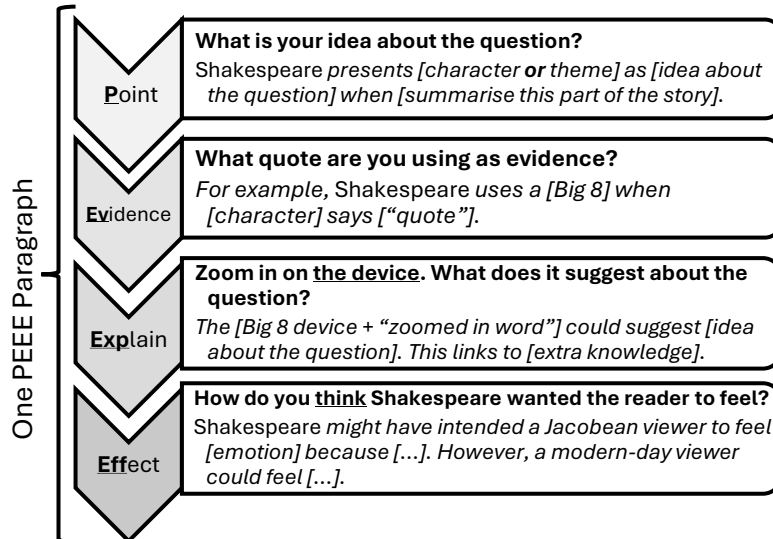 One PEEE Paragraph
Point
What is your idea about the question?
Shakespeare presents [character or theme] as [idea about
the question] when [summarise this part of the story].
Evidence
What quote are you using as evidence?
For example, Shakespeare uses a [Big 8] when
[character] says [“quote”].
Explain
Zoom in on the device. What does it suggest about the
question?
The [Big 8 device + “zoomed in word”] could suggest [idea
about the question]. This links to [extra knowledge].
Effect
How do you think Shakespeare wanted the reader to feel?
Shakespeare might have intended a Jacobean viewer to feel
[emotion] because [...]. However, a modern-day viewer
could feel [...].